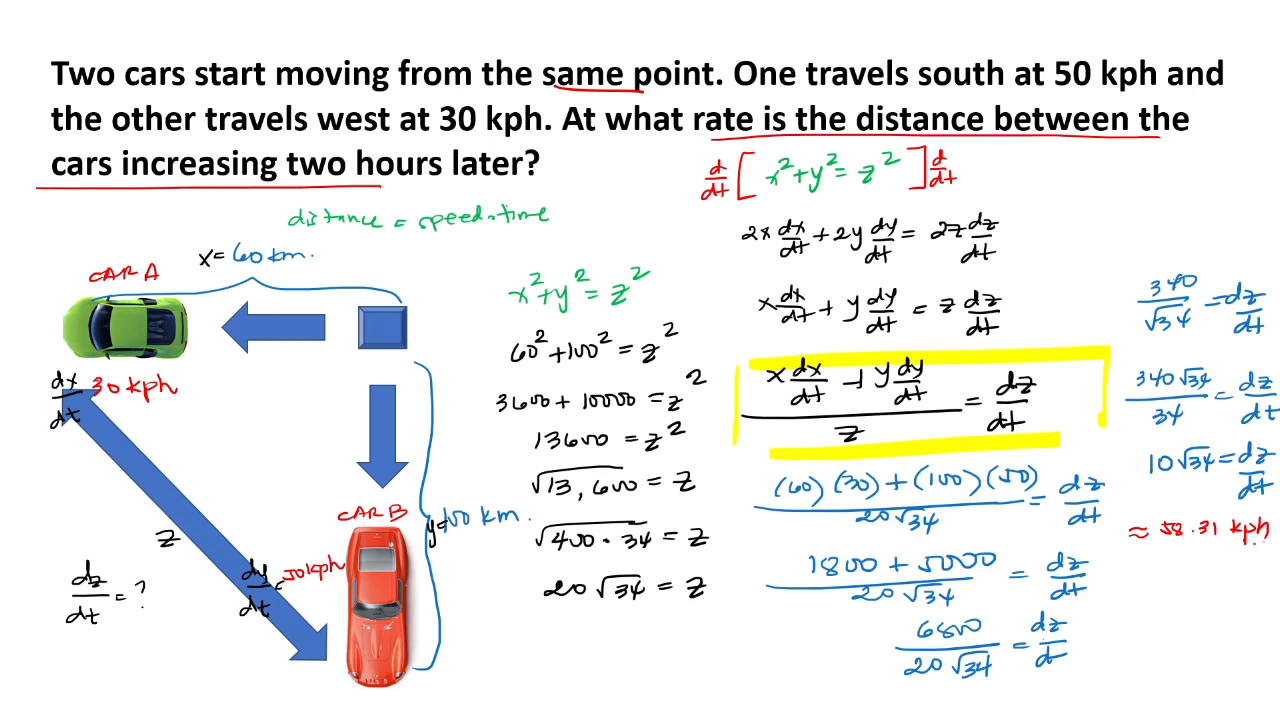 Two cars start moving from the same point. One travels south at 50 kph and
the other travels west at 30 kph. At what rate is the distance between the
cars increasing two hours later?
distance = speed • time
x = 60 km.
CAR A
dx/dt 30 kph
CAR B
y = 100 km.
dy/dt = 50 kph
z
dz/dt = ?
x² + y² = z²
60² + 100² = z²
3600 + 10000 = z²
13600 = z²
√13,600 = z
√400 • 34 = z
20√34 = z
d/dt [ x² + y² = z² ] d/dt
2x dx/dt + 2y dy/dt = 2z dz/dt
x dx/dt + y dy/dt = z dz/dt
(x dx/dt + y dy/dt) / z = dz/dt
(60)(30) + (100)(50) / 20√34 = dz/dt
1800 + 5000 / 20√34 = dz/dt
6800 / 20√34 = dz/dt
340 / √34 = dz/dt
340√34 / 34 = dz/dt
10√34 = dz/dt
≈ 58.31 kph